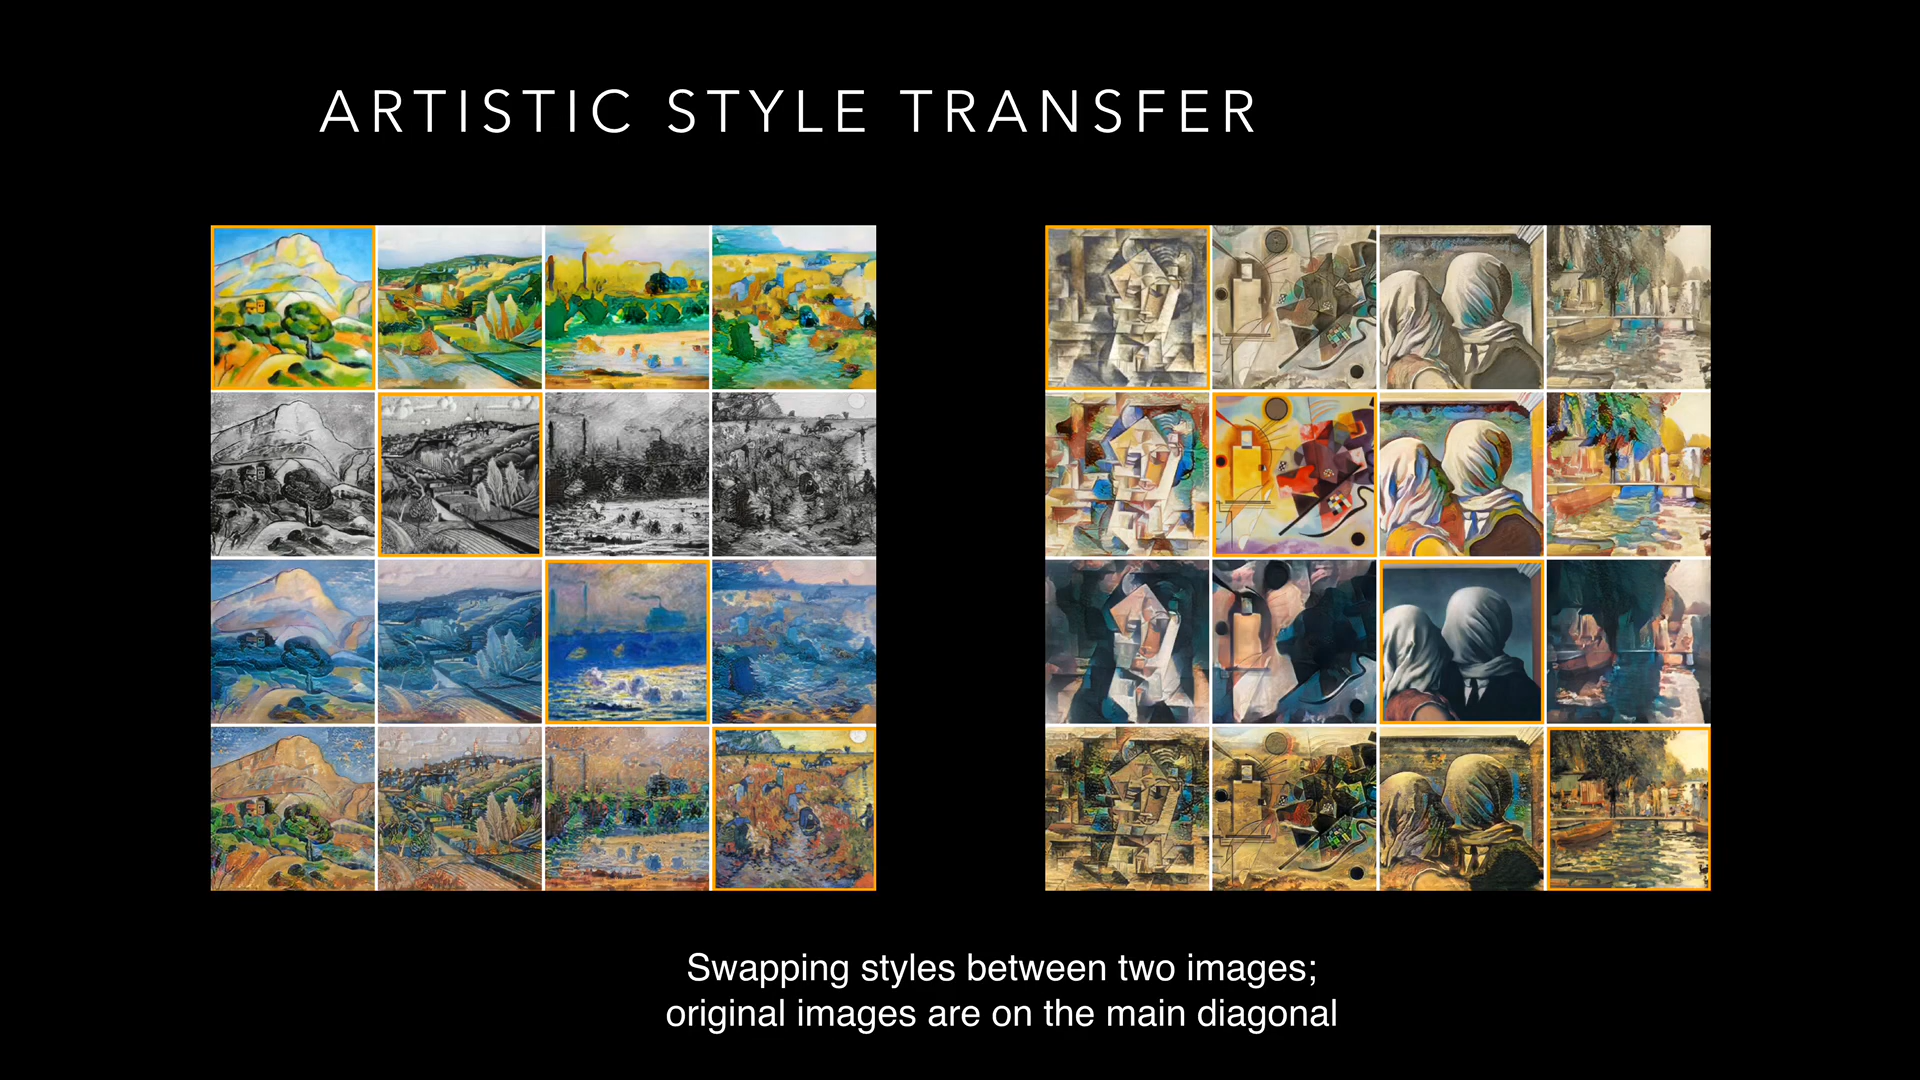 ARTISTIC STYLE TRANSFER
Swapping styles between two images;
original images are on the main diagonal